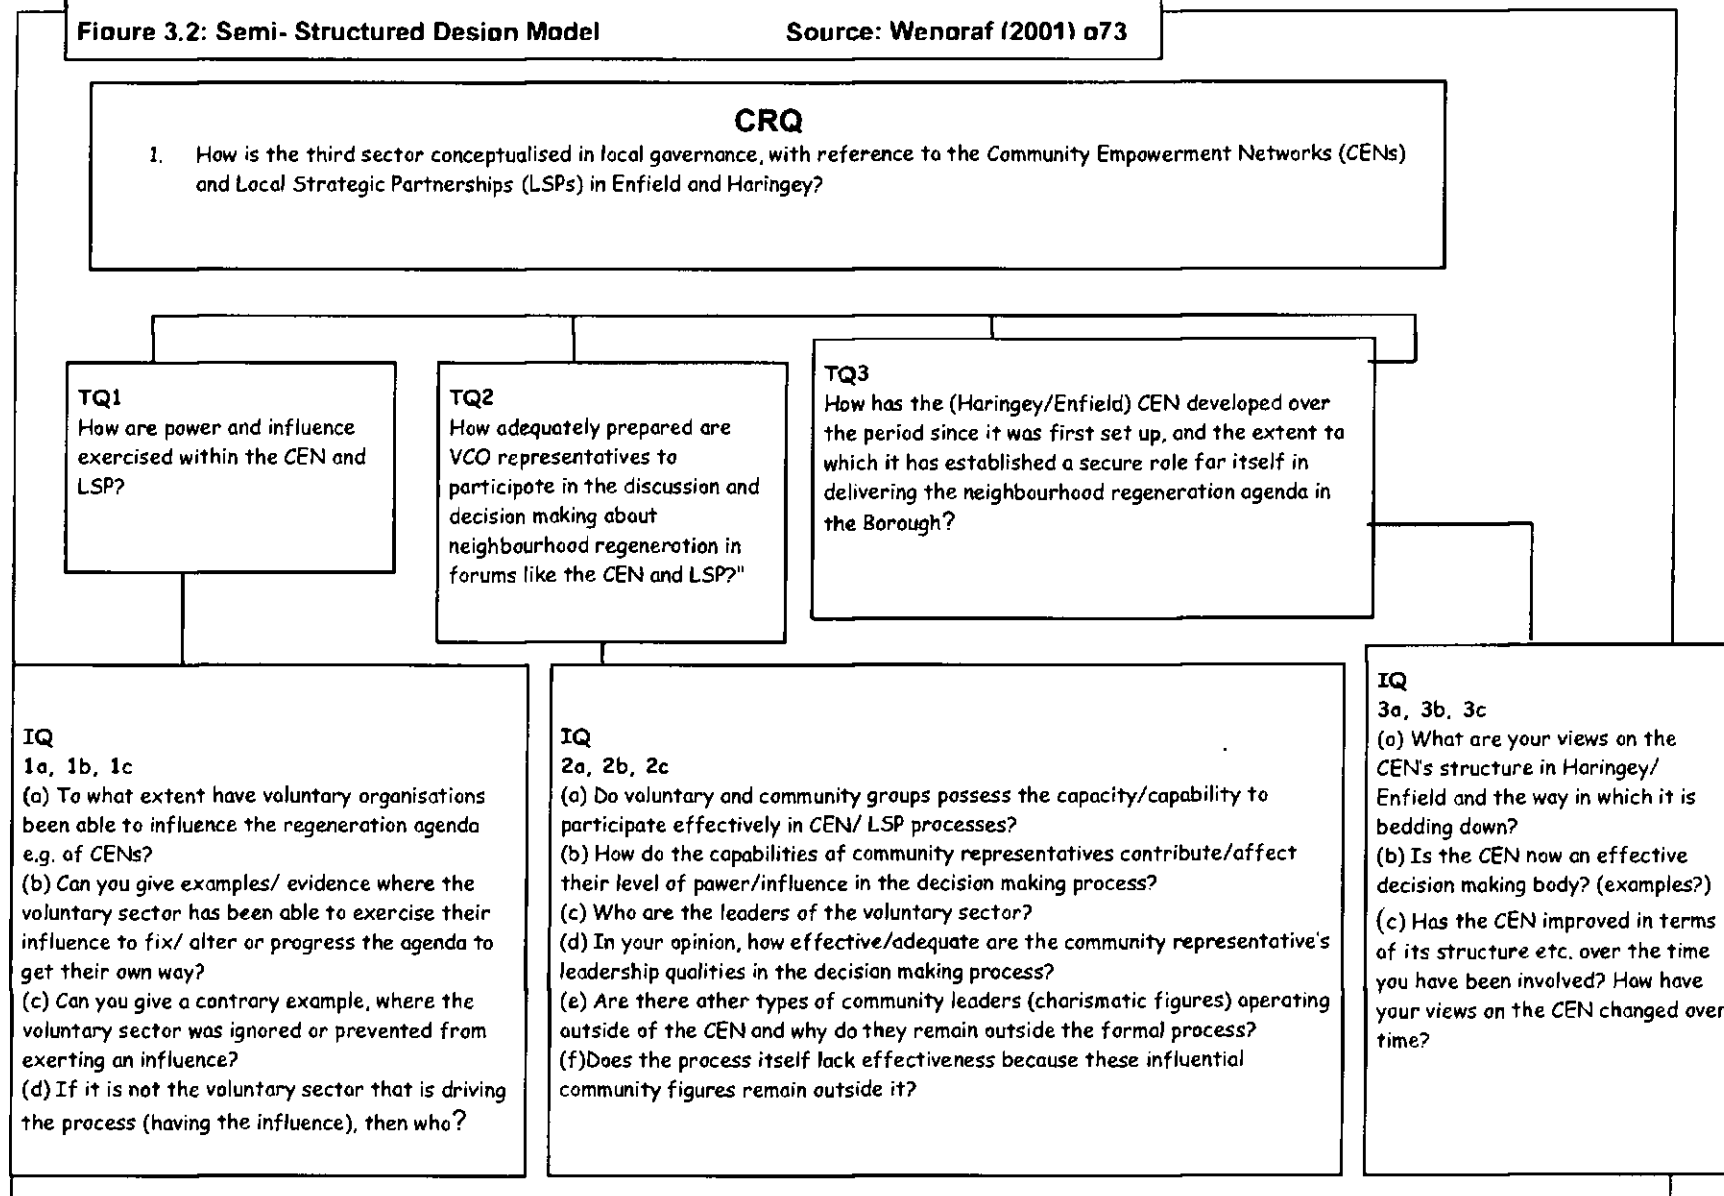 Figure 3.2: Semi- Structured Design Model Source: Wengraf (2001) p73
CRQ
1. How is the third sector conceptualised in local governance, with reference to the Community Empowerment Networks (CENs)
and Local Strategic Partnerships (LSPs) in Enfield and Haringey?
TQ1
How are power and influence
exercised within the CEN and
LSP?
TQ2
How adequately prepared are
VCO representatives to
participate in the discussion and
decision making about
neighbourhood regeneration in
forums like the CEN and LSP?"
TQ3
How has the (Haringey/Enfield) CEN developed over
the period since it was first set up, and the extent to
which it has established a secure role for itself in
delivering the neighbourhood regeneration agenda in
the Borough?
IQ
1a, 1b, 1c
(a) To what extent have voluntary organisations
been able to influence the regeneration agenda
e.g. of CENs?
(b) Can you give examples/ evidence where the
voluntary sector has been able to exercise their
influence to fix/ alter or progress the agenda to
get their own way?
(c) Can you give a contrary example, where the
voluntary sector was ignored or prevented from
exerting an influence?
(d) If it is not the voluntary sector that is driving
the process (having the influence), then who?
IQ
2a, 2b, 2c
(a) Do voluntary and community groups possess the capacity/capability to
participate effectively in CEN/ LSP processes?
(b) How do the capabilities of community representatives contribute/affect
their level of power/influence in the decision making process?
(c) Who are the leaders of the voluntary sector?
(d) In your opinion, how effective/adequate are the community representative's
leadership qualities in the decision making process?
(e) Are there other types of community leaders (charismatic figures) operating
outside of the CEN and why do they remain outside the formal process?
(f)Does the process itself lack effectiveness because these influential
community figures remain outside it?
IQ
3a, 3b, 3c
(a) What are your views on the
CEN's structure in Haringey/
Enfield and the way in which it is
bedding down?
(b) Is the CEN now an effective
decision making body? (examples?)
(c) Has the CEN improved in terms
of its structure etc. over the time
you have been involved? How have
your views on the CEN changed over
time?